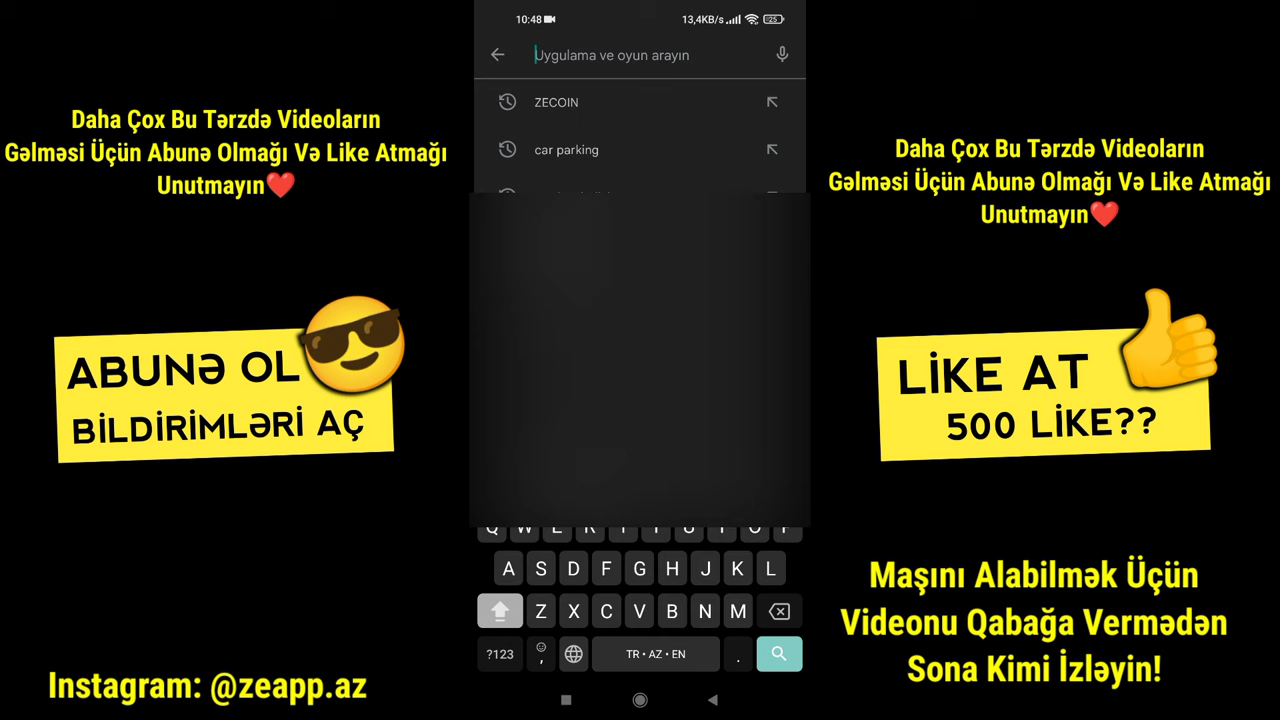 10:48
13,4KB/s
25
Uygulama ve oyun arayın
ZECOIN
car parking
Daha Çox Bu Tərzdə Videoların
Gəlməsi Üçün Abunə Olmağı Və Like Atmağı
Unutmayın❤️
ABUNƏ OL
BİLDİRİMLƏRİ AÇ
Instagram: @zeapp.az
Daha Çox Bu Tərzdə Videoların
Gəlməsi Üçün Abunə Olmağı Və Like Atmağı
Unutmayın❤️
LİKE AT
500 LİKE??
Maşını Alabilmək Üçün
Videonu Qabağa Vermədən
Sona Kimi İzləyin!
A S D F G H J K L
Z X C V B N M
?123 , TR • AZ • EN .